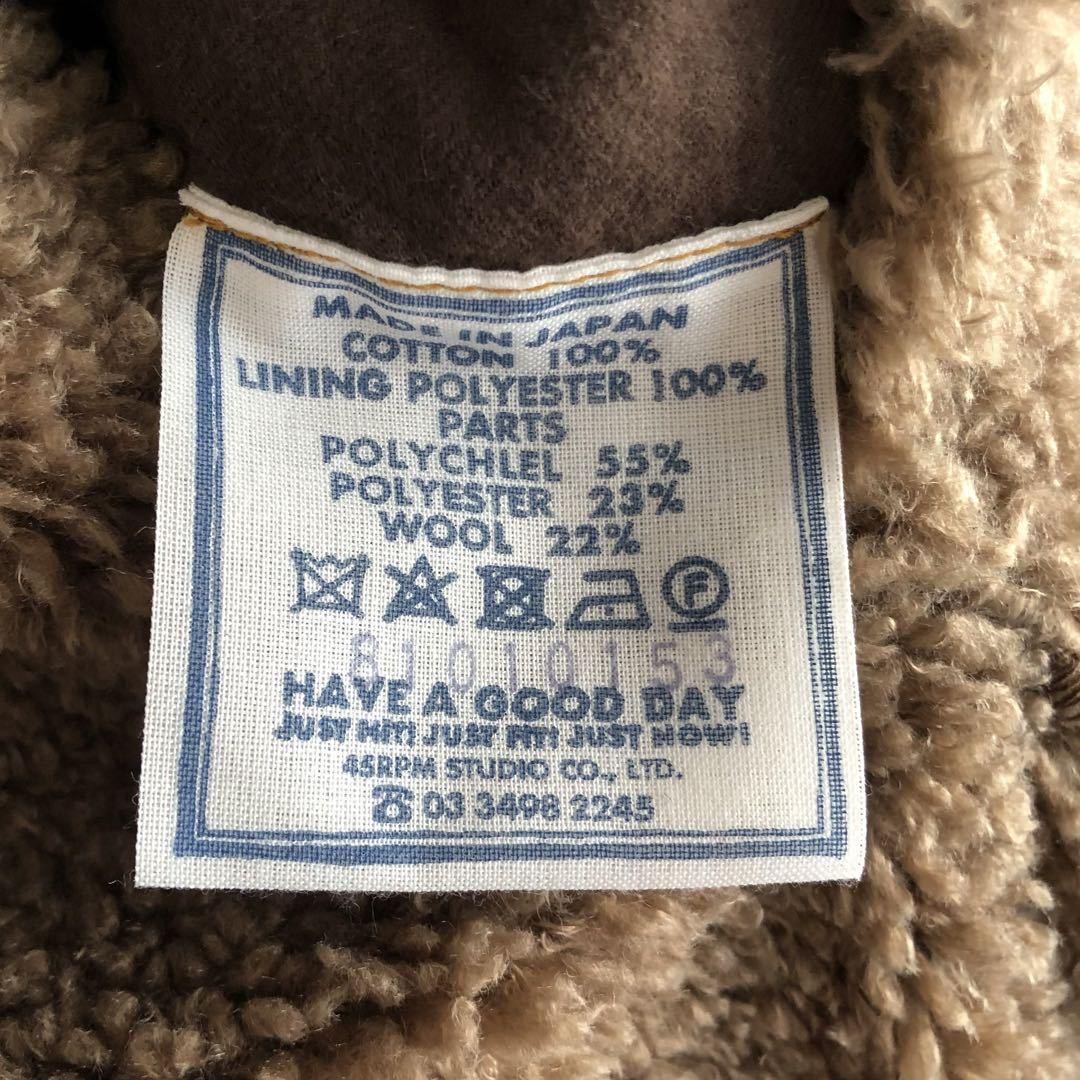 MADE IN JAPAN
COTTON 100%
LINING POLYESTER 100%
PARTS
POLYCHLEL 55%
POLYESTER 23%
WOOL 22%
F
81010153
HAVE A GOOD DAY
JUST HIT! JUST FIT! JUST NOW!
45RPM STUDIO CO., LTD.
☎ 03 3498 2245